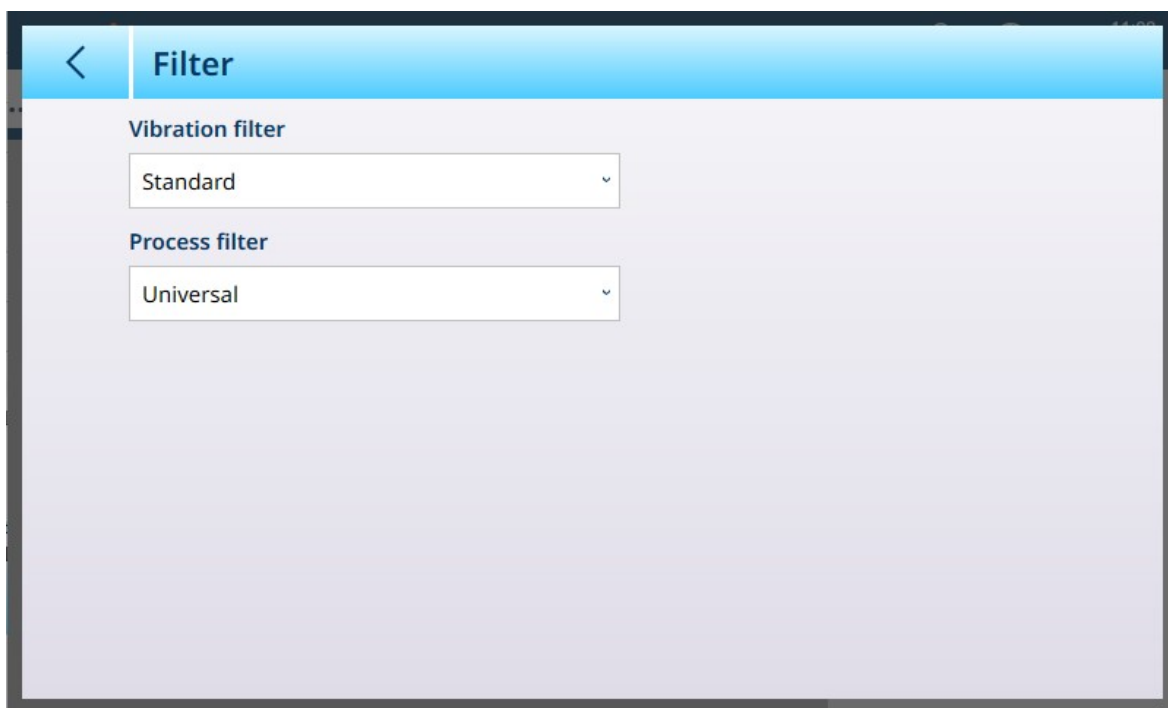 Filter
Vibration filter
Standard
Process filter
Universal